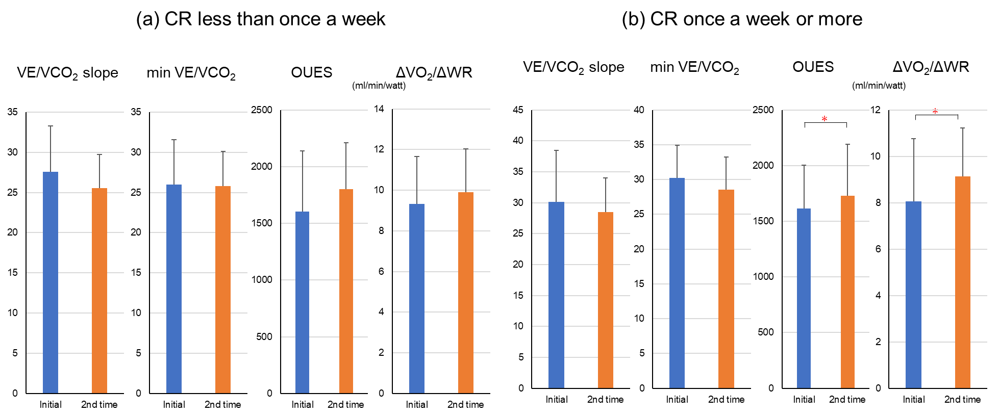 (a) CR less than once a week
(b) CR once a week or more
VE/VCO₂ slope
min VE/VCO₂
OUES
ΔVO₂/ΔWR
(ml/min/watt)
35
30
25
20
15
10
5
0
Initial
2nd time
35
30
25
20
15
10
5
0
Initial
2nd time
2500
2000
1500
1000
500
0
Initial
2nd time
14
12
10
8
6
4
2
0
Initial
2nd time
VE/VCO₂ slope
min VE/VCO₂
OUES
ΔVO₂/ΔWR
(ml/min/watt)
45
40
35
30
25
20
15
10
5
0
Initial
2nd time
40
35
30
25
20
15
10
5
0
Initial
2nd time
2500
2000
1500
1000
500
0
*
Initial
2nd time
12
10
8
6
4
2
0
*
Initial
2nd time